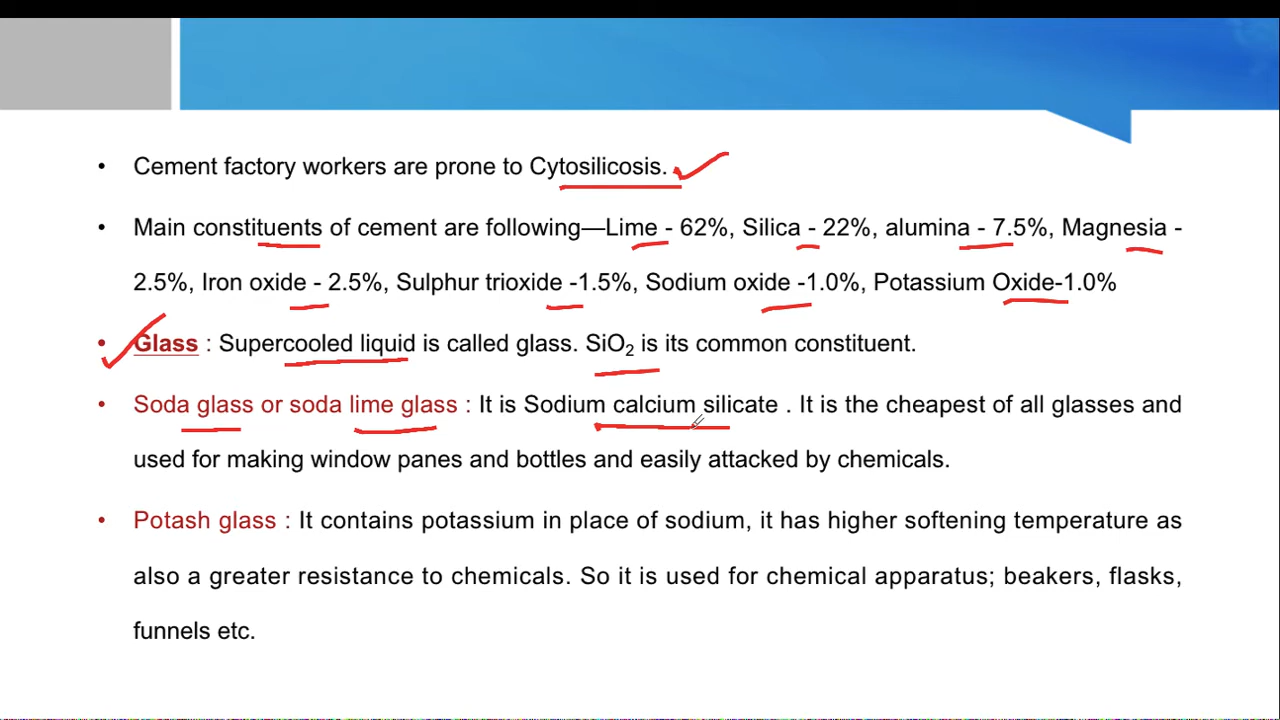 • Cement factory workers are prone to Cytosilicosis.
• Main constituents of cement are following—Lime - 62%, Silica - 22%, alumina - 7.5%, Magnesia -
2.5%, Iron oxide - 2.5%, Sulphur trioxide -1.5%, Sodium oxide -1.0%, Potassium Oxide-1.0%
• Glass : Supercooled liquid is called glass. SiO₂ is its common constituent.
• Soda glass or soda lime glass : It is Sodium calcium silicate . It is the cheapest of all glasses and
used for making window panes and bottles and easily attacked by chemicals.
• Potash glass : It contains potassium in place of sodium, it has higher softening temperature as
also a greater resistance to chemicals. So it is used for chemical apparatus; beakers, flasks,
funnels etc.